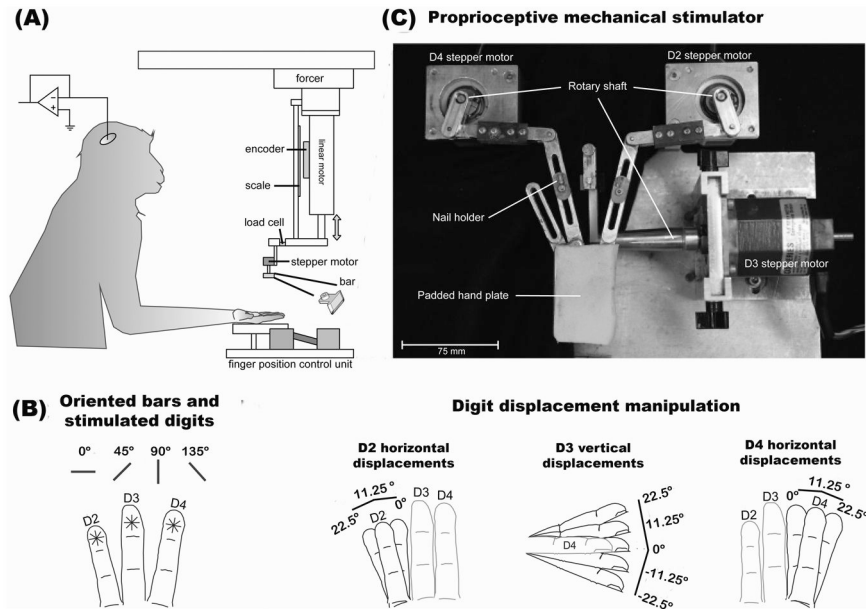 (A)
forcer
encoder
linear motor
scale
load cell
stepper motor
bar
finger position control unit
(C) Proprioceptive mechanical stimulator
D4 stepper motor
D2 stepper motor
Rotary shaft
Nail holder
D3 stepper motor
Padded hand plate
75 mm
(B)
Oriented bars and
stimulated digits
0° 45° 90° 135°
D2 D3 D4
Digit displacement manipulation
D2 horizontal
displacements
11.25°
22.5° 0°
D2 D3 D4
D3 vertical
displacements
22.5°
11.25°
D4 0°
-11.25°
-22.5°
D4 horizontal
displacements
11.25°
0° 22.5°
D2 D3 D4